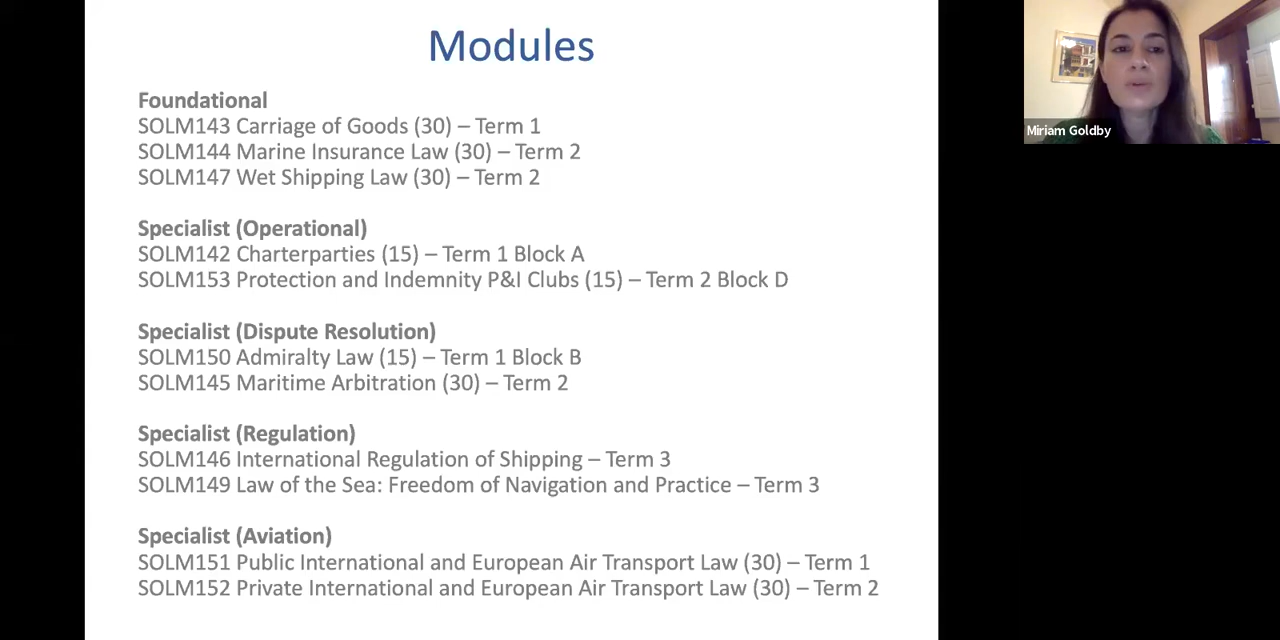 Modules
Foundational
SOLM143 Carriage of Goods (30) – Term 1
SOLM144 Marine Insurance Law (30) – Term 2
SOLM147 Wet Shipping Law (30) – Term 2
Specialist (Operational)
SOLM142 Charterparties (15) – Term 1 Block A
SOLM153 Protection and Indemnity P&I Clubs (15) – Term 2 Block D
Specialist (Dispute Resolution)
SOLM150 Admiralty Law (15) – Term 1 Block B
SOLM145 Maritime Arbitration (30) – Term 2
Specialist (Regulation)
SOLM146 International Regulation of Shipping – Term 3
SOLM149 Law of the Sea: Freedom of Navigation and Practice – Term 3
Specialist (Aviation)
SOLM151 Public International and European Air Transport Law (30) – Term 1
SOLM152 Private International and European Air Transport Law (30) – Term 2
Miriam Goldby